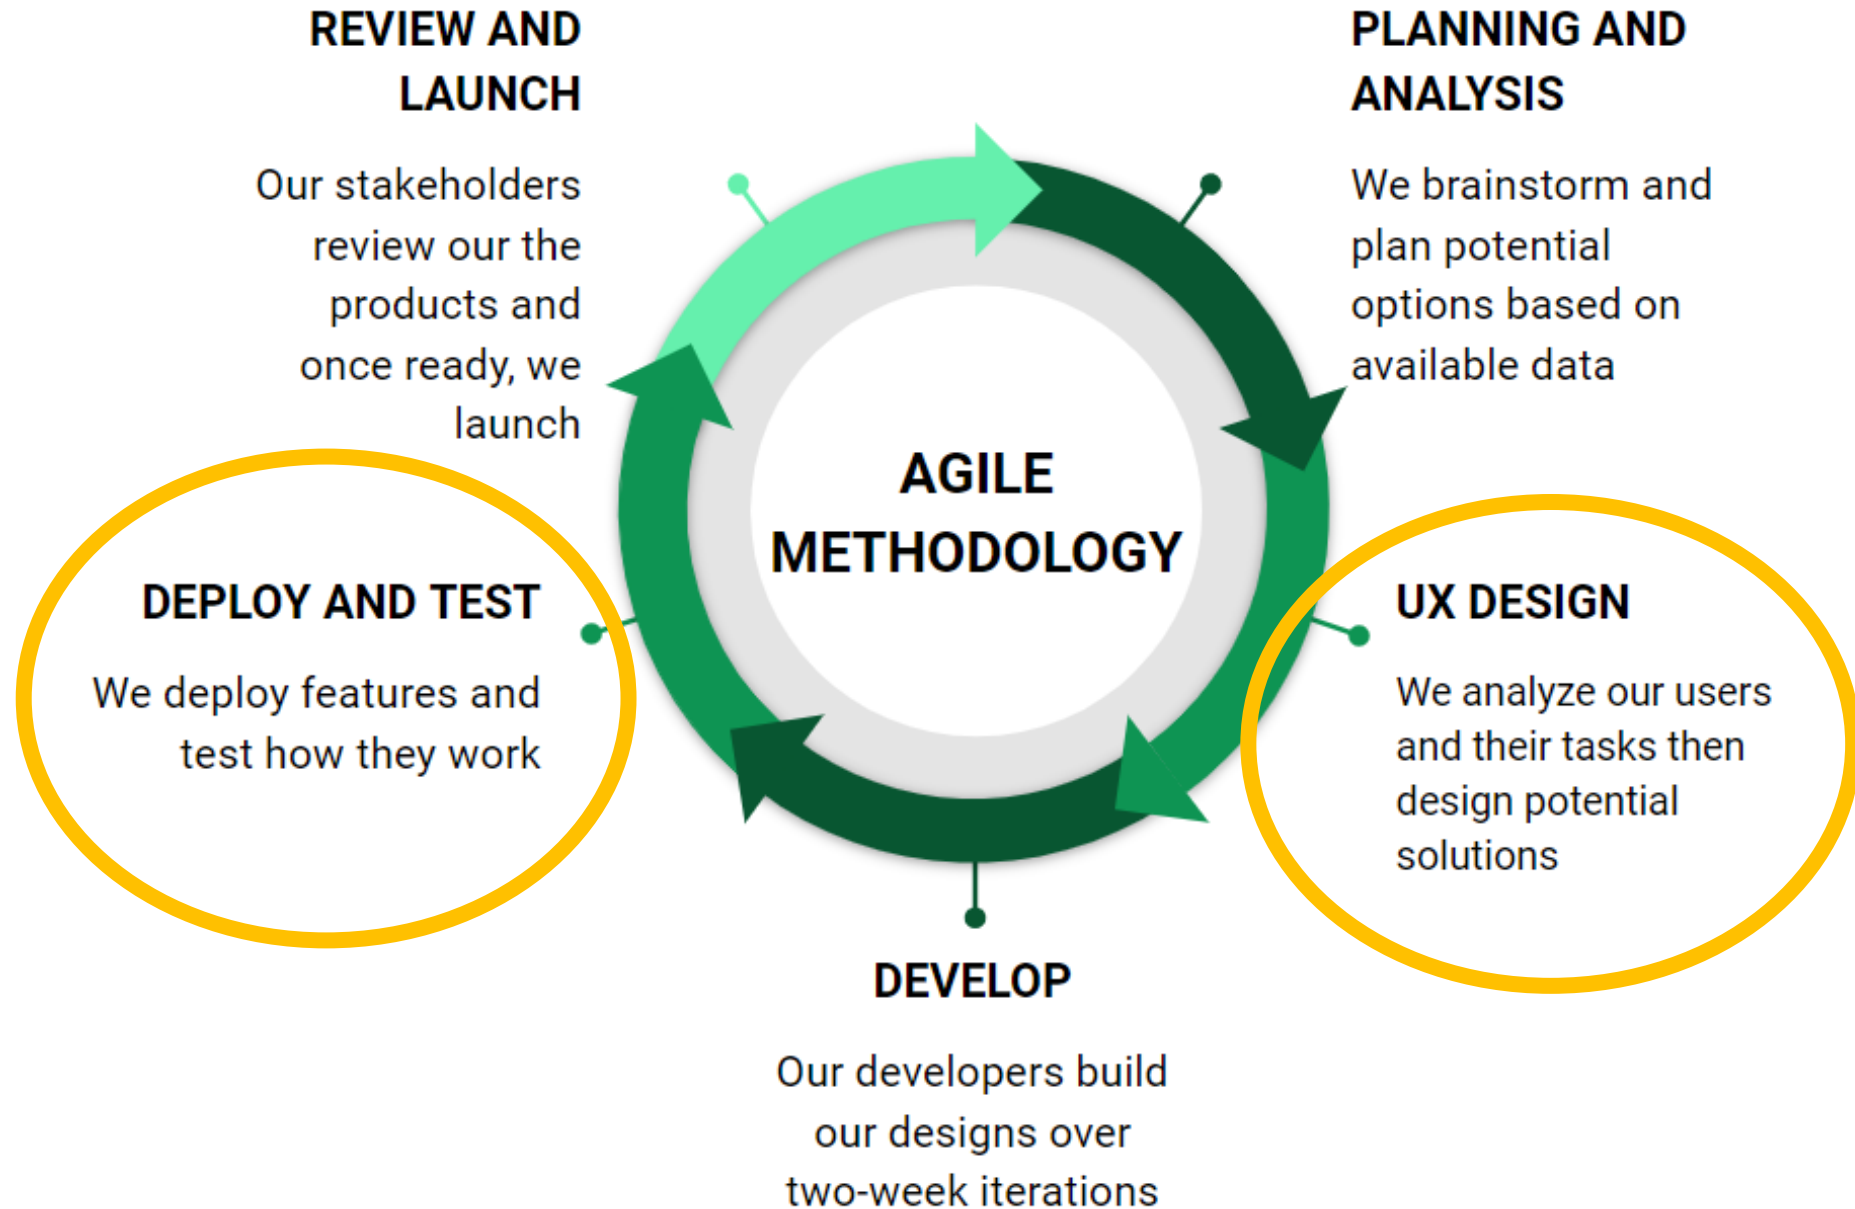 REVIEW AND
LAUNCH
Our stakeholders
review our the
products and
once ready, we
launch
PLANNING AND
ANALYSIS
We brainstorm and
plan potential
options based on
available data
AGILE
METHODOLOGY
DEPLOY AND TEST
We deploy features and
test how they work
UX DESIGN
We analyze our users
and their tasks then
design potential
solutions
DEVELOP
Our developers build
our designs over
two-week iterations